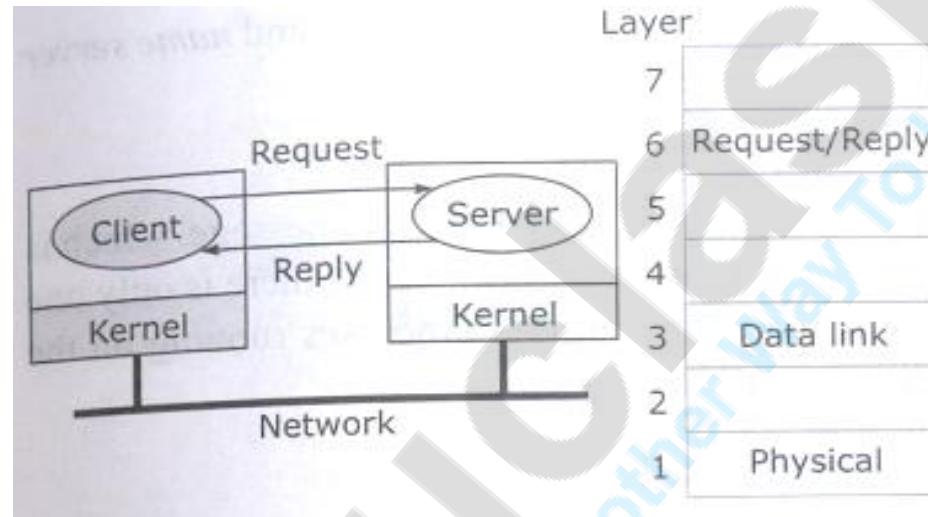 Layer
7
6 Request/Reply
5
4
3 Data link
2
1 Physical
Request
Client
Server
Reply
Kernel
Kernel
Network